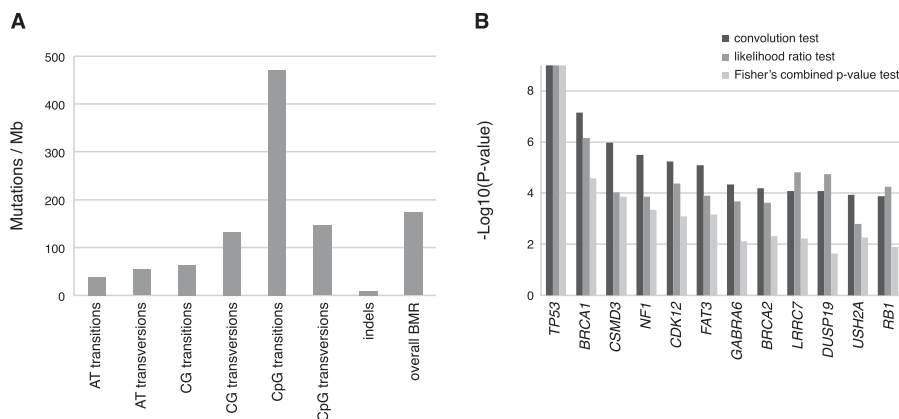 A
Mutations / Mb
500
400
300
200
100
0
AT transitions
AT transversions
CG transitions
CG transversions
CpG transitions
CpG transversions
indels
overall BMR
B
convolution test
likelihood ratio test
Fisher's combined p-value test
-Log10(P-value)
8
6
4
2
0
TP53
BRCA1
CSMD3
NF1
CDK12
FAT3
GABRA6
BRCA2
LRRC7
DUSP19
USH2A
RB1